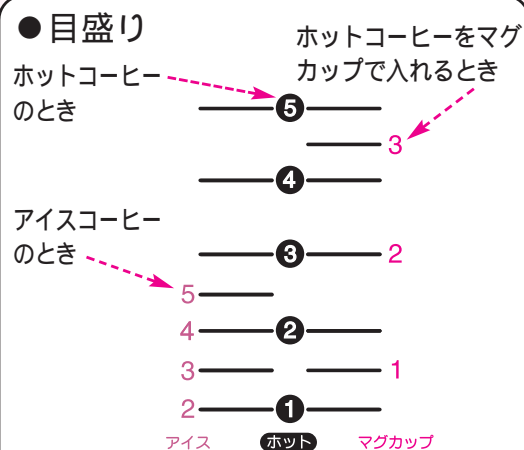 ●目盛り
ホットコーヒーをマグ
カップで入れるとき
ホットコーヒー
のとき
5
3
4
アイスコーヒー
のとき
3 2
5
4 2
3 1
2 1
アイス ホット マグカップ